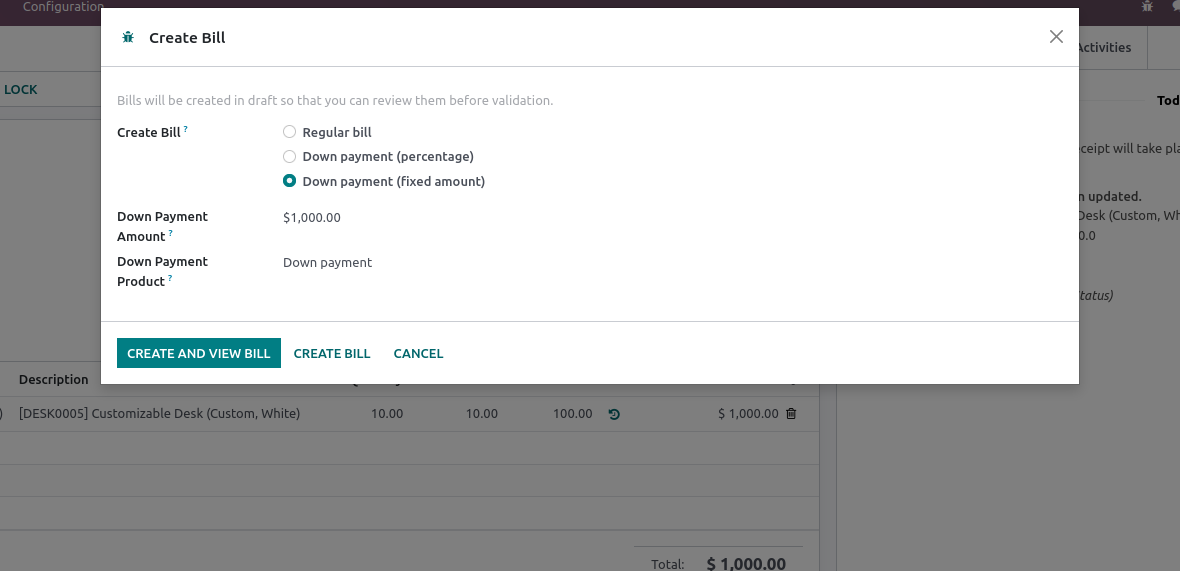 Configuration
Create Bill
Activities
LOCK
Bills will be created in draft so that you can review them before validation.
Tod
Create Bill ?
Regular bill
Down payment (percentage)
Down payment (fixed amount)
ceipt will take pla
n updated.
Desk (Custom, Wh
0.0
Down Payment
Amount ?
$1,000.00
Down Payment
Product ?
Down payment
tatus)
CREATE AND VIEW BILL
CREATE BILL
CANCEL
Description
) [DESK0005] Customizable Desk (Custom, White) 10.00 10.00 100.00 $ 1,000.00
Total: $ 1,000.00